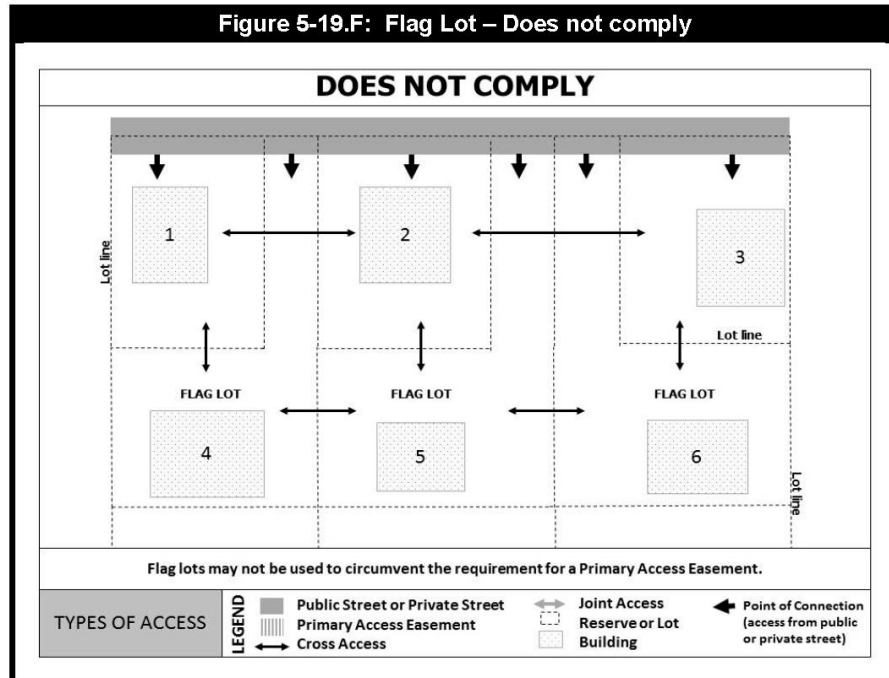 Figure 5-19.F: Flag Lot – Does not comply
DOES NOT COMPLY
1
2
3
Lot line
Lot line
FLAG LOT
FLAG LOT
FLAG LOT
4
5
6
Lot line
Flag lots may not be used to circumvent the requirement for a Primary Access Easement.
TYPES OF ACCESS
LEGEND
Public Street or Private Street
Primary Access Easement
Cross Access
Joint Access
Reserve or Lot
Building
Point of Connection
(access from public
or private street)